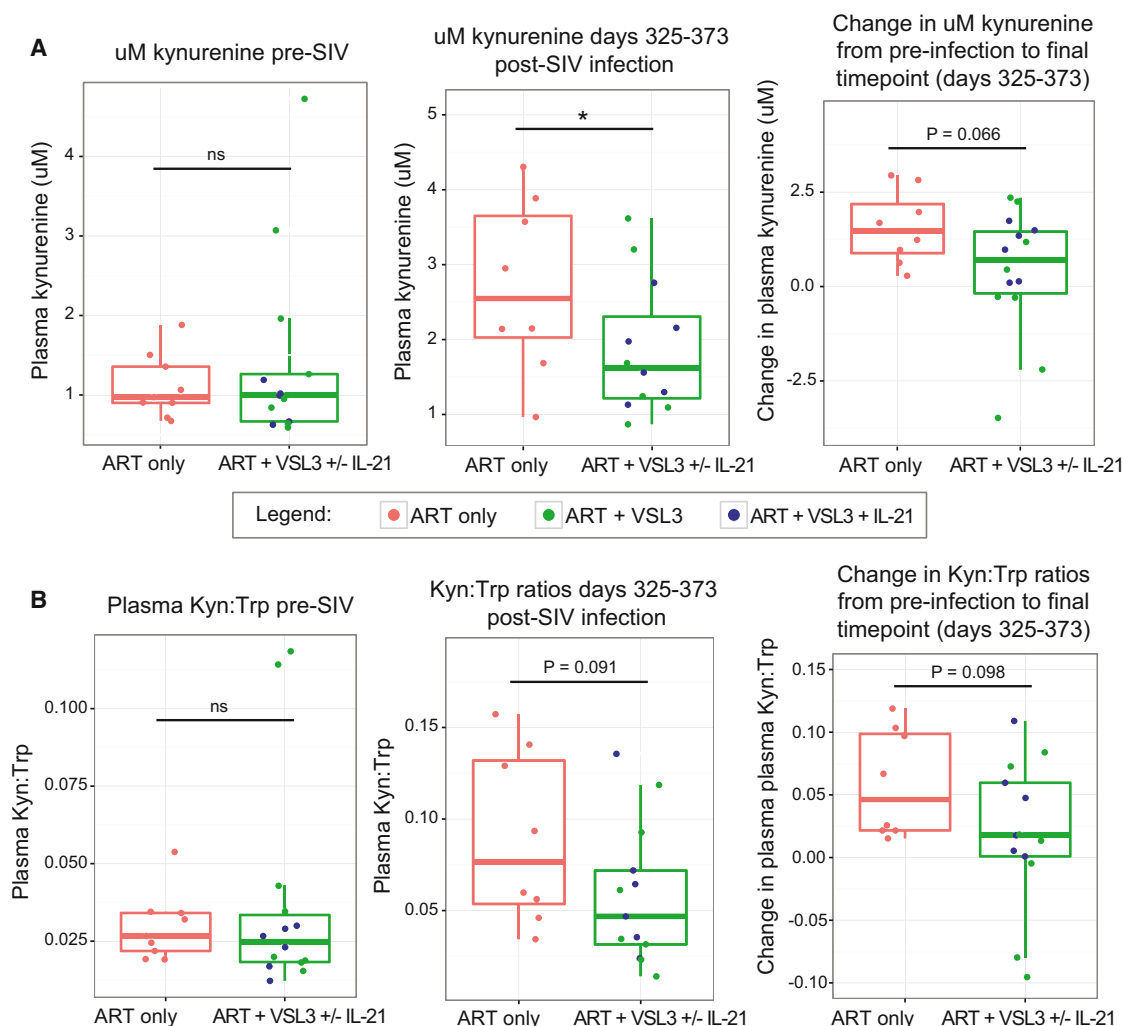 A
uM kynurenine pre-SIV
Plasma kynurenine (uM)
4
3
2
1
ns
ART only
ART + VSL3 +/- IL-21
uM kynurenine days 325-373
post-SIV infection
Plasma kynurenine (uM)
5
4
3
2
1
*
ART only
ART + VSL3 +/- IL-21
Change in uM kynurenine
from pre-infection to final
timepoint (days 325-373)
Change in plasma kynurenine (uM)
2.5
0.0
-2.5
P = 0.066
ART only
ART + VSL3 +/- IL-21
Legend: ART only ART + VSL3 ART + VSL3 + IL-21
B
Plasma Kyn:Trp pre-SIV
Plasma Kyn:Trp
0.100
0.075
0.050
0.025
ns
ART only
ART + VSL3 +/- IL-21
Kyn:Trp ratios days 325-373
post-SIV infection
Plasma Kyn:Trp
0.15
0.10
0.05
P = 0.091
ART only
ART + VSL3 +/- IL-21
Change in Kyn:Trp ratios
from pre-infection to final
timepoint (days 325-373)
Change in plasma plasma Kyn:Trp
0.15
0.10
0.05
0.00
-0.05
-0.10
P = 0.098
ART only
ART + VSL3 +/- IL-21